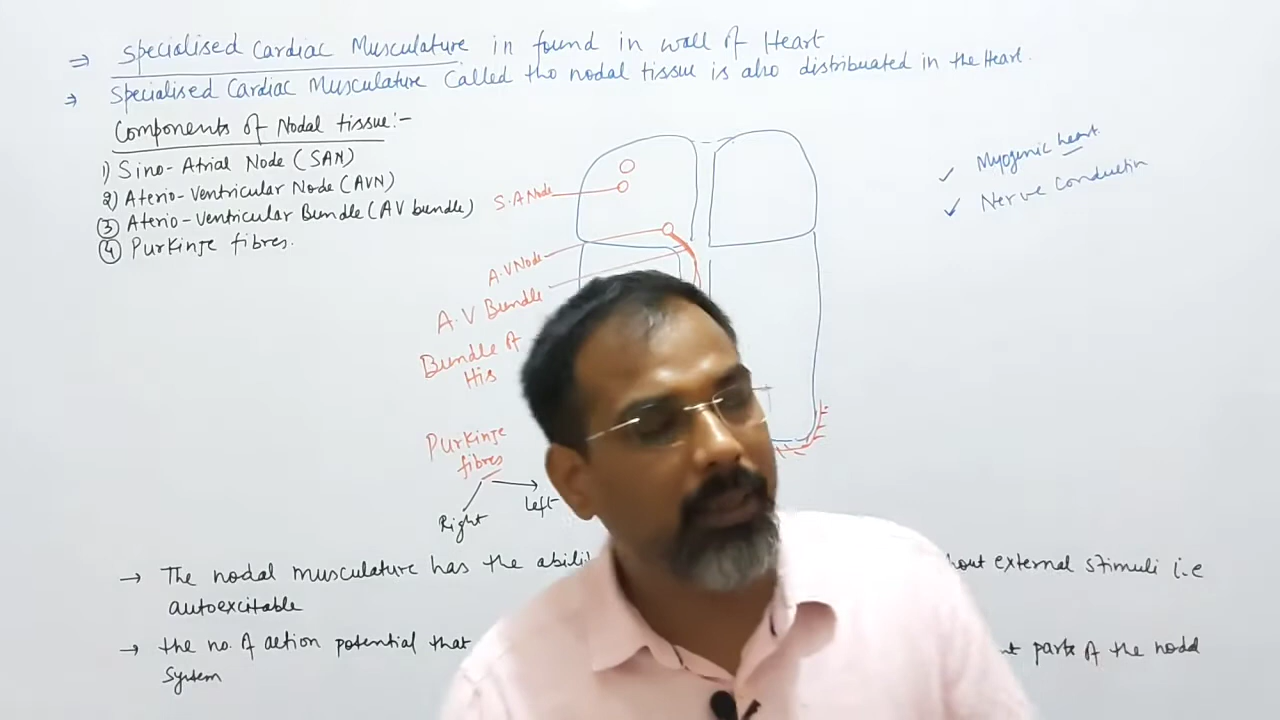 ⇒ Specialised Cardiac Musculature in found in wall of Heart
⇒ Specialised Cardiac Musculature Called the nodal tissue is also distribuated in the Heart.
Components of Nodal tissue:-
1) Sino-Atrial Node (SAN)
2) Aterio-Ventricular Node (AVN)
③ Aterio-Ventricular Bundle (AV bundle)
④ Purkinje fibres.
✓ Myogenic heart.
✓ Nerve Conductin
S.A Node
A.V Node
A.V Bundle
Bundle of
His
Purkinje
fibres
Right
Left
→ The nodal musculature has the external stimuli i.e
autoexcitable
→ the no. of action potential that parts of the nodal
System